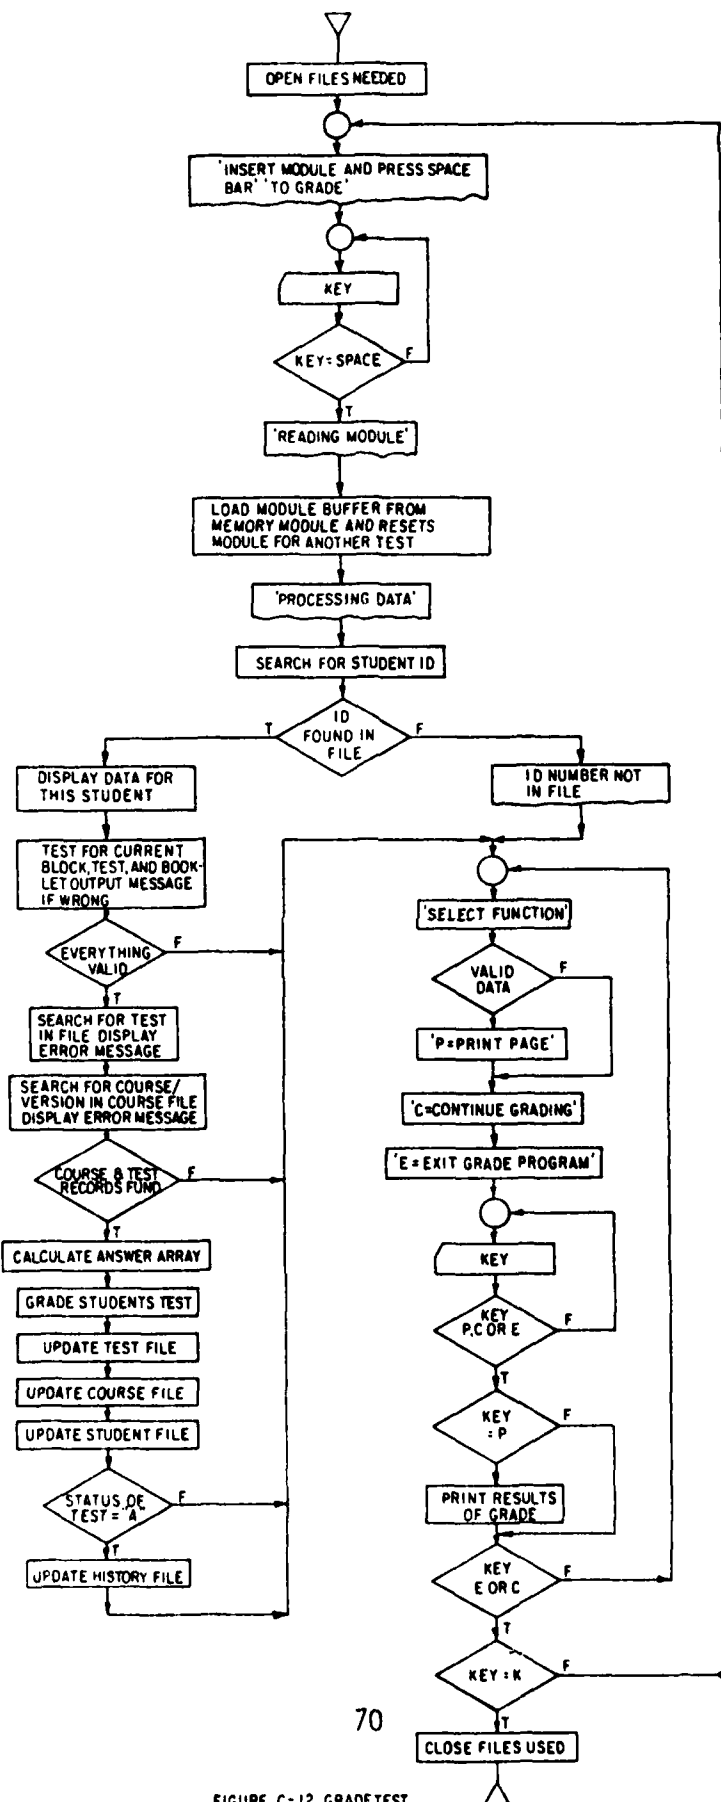 OPEN FILES NEEDED
'INSERT MODULE AND PRESS SPACE
BAR' 'TO GRADE'
KEY
KEY=SPACE
F
T
'READING MODULE'
LOAD MODULE BUFFER FROM
MEMORY MODULE AND RESETS
MODULE FOR ANOTHER TEST
'PROCESSING DATA'
SEARCH FOR STUDENT ID
ID
FOUND IN
FILE
T
F
DISPLAY DATA FOR
THIS STUDENT
TEST FOR CURRENT
BLOCK, TEST, AND BOOK-
LET OUTPUT MESSAGE
IF WRONG
EVERYTHING
VALID
F
T
SEARCH FOR TEST
IN FILE DISPLAY
ERROR MESSAGE
SEARCH FOR COURSE/
VERSION IN COURSE FILE
DISPLAY ERROR MESSAGE
COURSE & TEST
RECORDS FUND
F
T
CALCULATE ANSWER ARRAY
GRADE STUDENTS TEST
UPDATE TEST FILE
UPDATE COURSE FILE
UPDATE STUDENT FILE
STATUS OF
TEST="A"
F
T
UPDATE HISTORY FILE
ID NUMBER NOT
IN FILE
'SELECT FUNCTION'
VALID
DATA
F
'P=PRINT PAGE'
'C=CONTINUE GRADING'
'E=EXIT GRADE PROGRAM'
KEY
KEY
P,C OR E
F
T
KEY
= P
F
PRINT RESULTS
OF GRADE
KEY
E OR C
F
T
KEY = K
F
T
CLOSE FILES USED
70
FIGURE C-12 GRADETEST